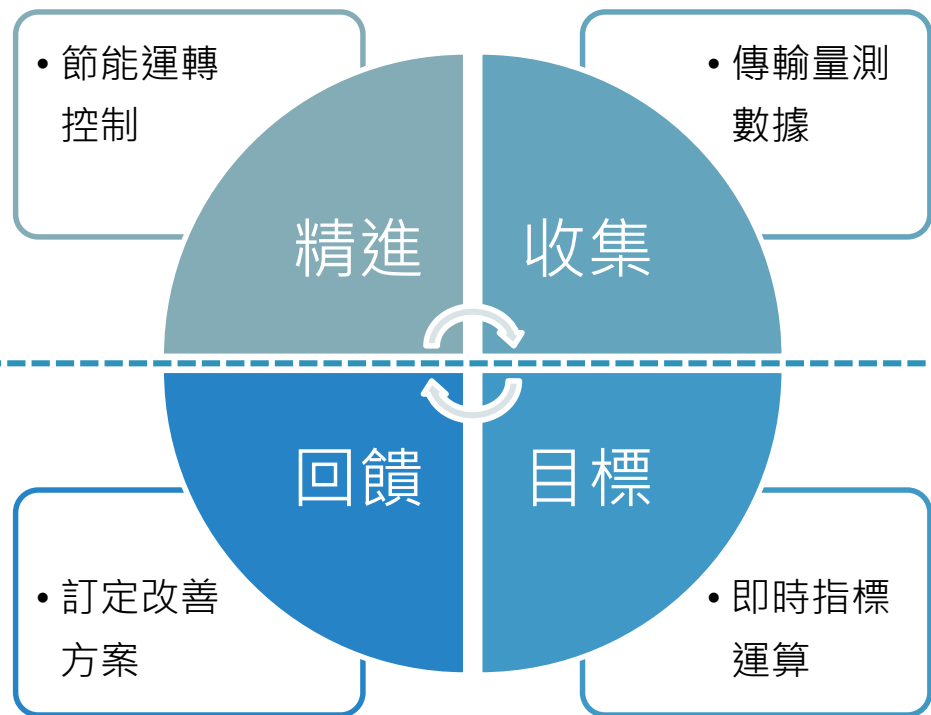 • 節能運轉
控制
• 傳輸量測
數據
精進
收集
回饋
目標
• 訂定改善
方案
• 即時指標
運算